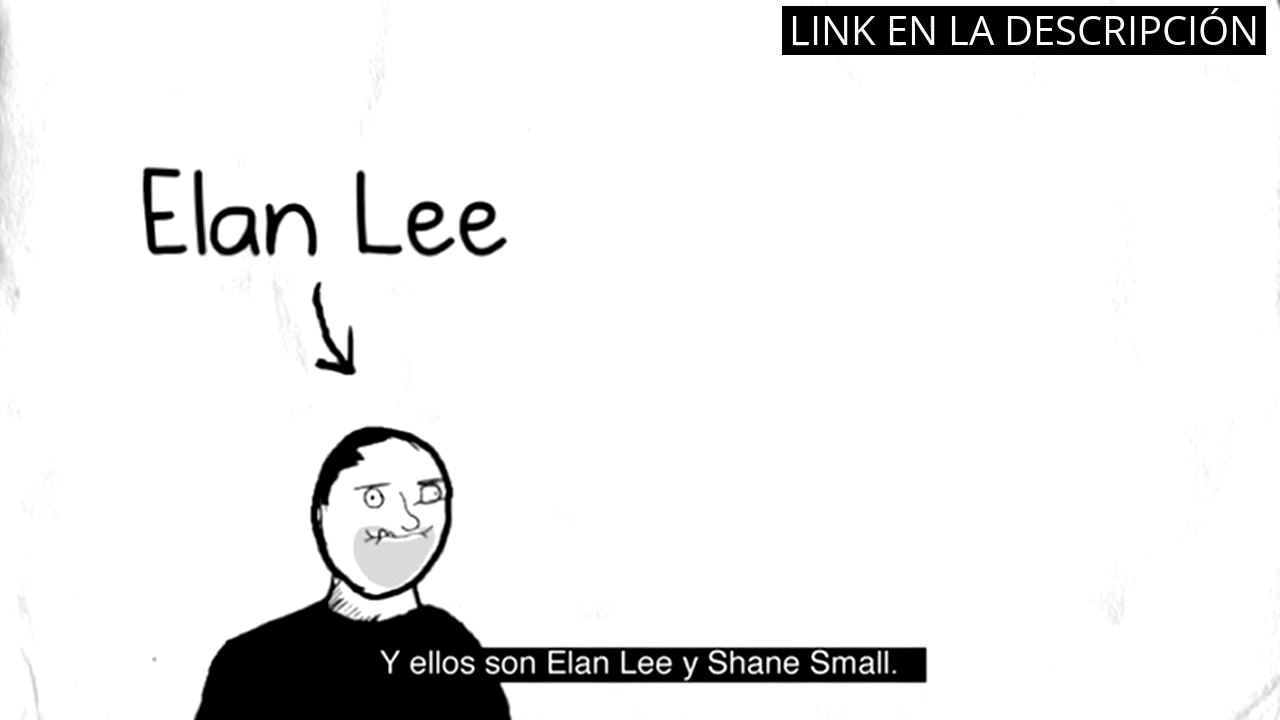 LINK EN LA DESCRIPCIÓN
Elan Lee
Y ellos son Elan Lee y Shane Small.